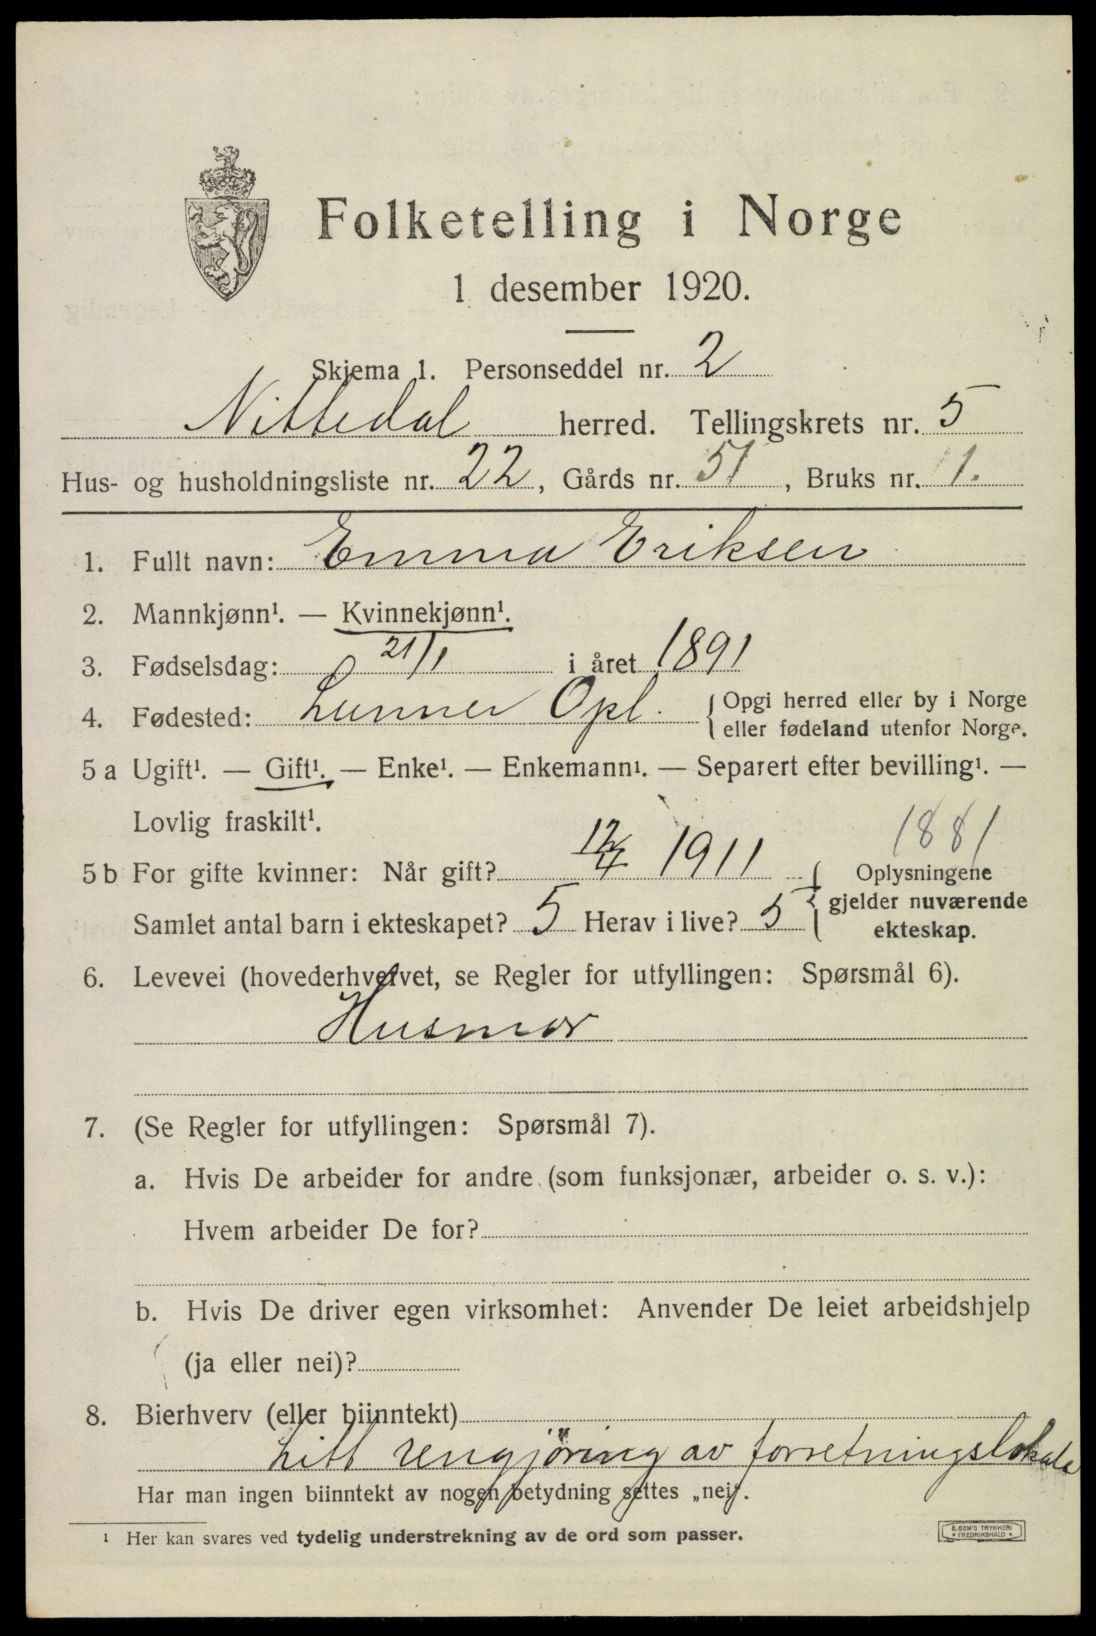 Folketelling i Norge
1 desember 1920.
Skjema 1. Personseddel nr. 2
Nittedal herred. Tellingskrets nr. 5
Hus- og husholdningsliste nr. 22, Gårds nr. 51, Bruks nr. 1.
1. Fullt navn: Emma Eriksen
2. Mannkjønn¹. — Kvinnekjønn¹.
3. Fødselsdag: 21/1 i året 1891
4. Fødested: Lunner Opl. {Opgi herred eller by i Norge
eller fødeland utenfor Norge.
5 a Ugift¹. — Gift¹. — Enke¹. — Enkemann¹. — Separert efter bevilling¹. —
Lovlig fraskilt¹.
1881
5 b For gifte kvinner: Når gift? 12/4 1911 { Oplysningene
Samlet antal barn i ekteskapet? 5 Herav i live? 5 gjelder nuværende
ekteskap.
6. Levevei (hovederhvervet, se Regler for utfyllingen: Spørsmål 6).
Husmor
7. (Se Regler for utfyllingen: Spørsmål 7).
a. Hvis De arbeider for andre (som funksjonær, arbeider o. s. v.):
Hvem arbeider De for?
b. Hvis De driver egen virksomhet: Anvender De leiet arbeidshjelp
(ja eller nei)?
8. Bierhverv (eller biinntekt)
Litt rengjøring av forretningslokale
Har man ingen biinntekt av nogen betydning settes „nei“.
¹ Her kan svares ved tydelig understrekning av de ord som passer.
E. SEM'S TRYKKERI
FREDRIKSHALD